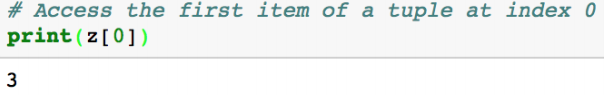 # Access the first item of a tuple at index 0
print(z[0])
3